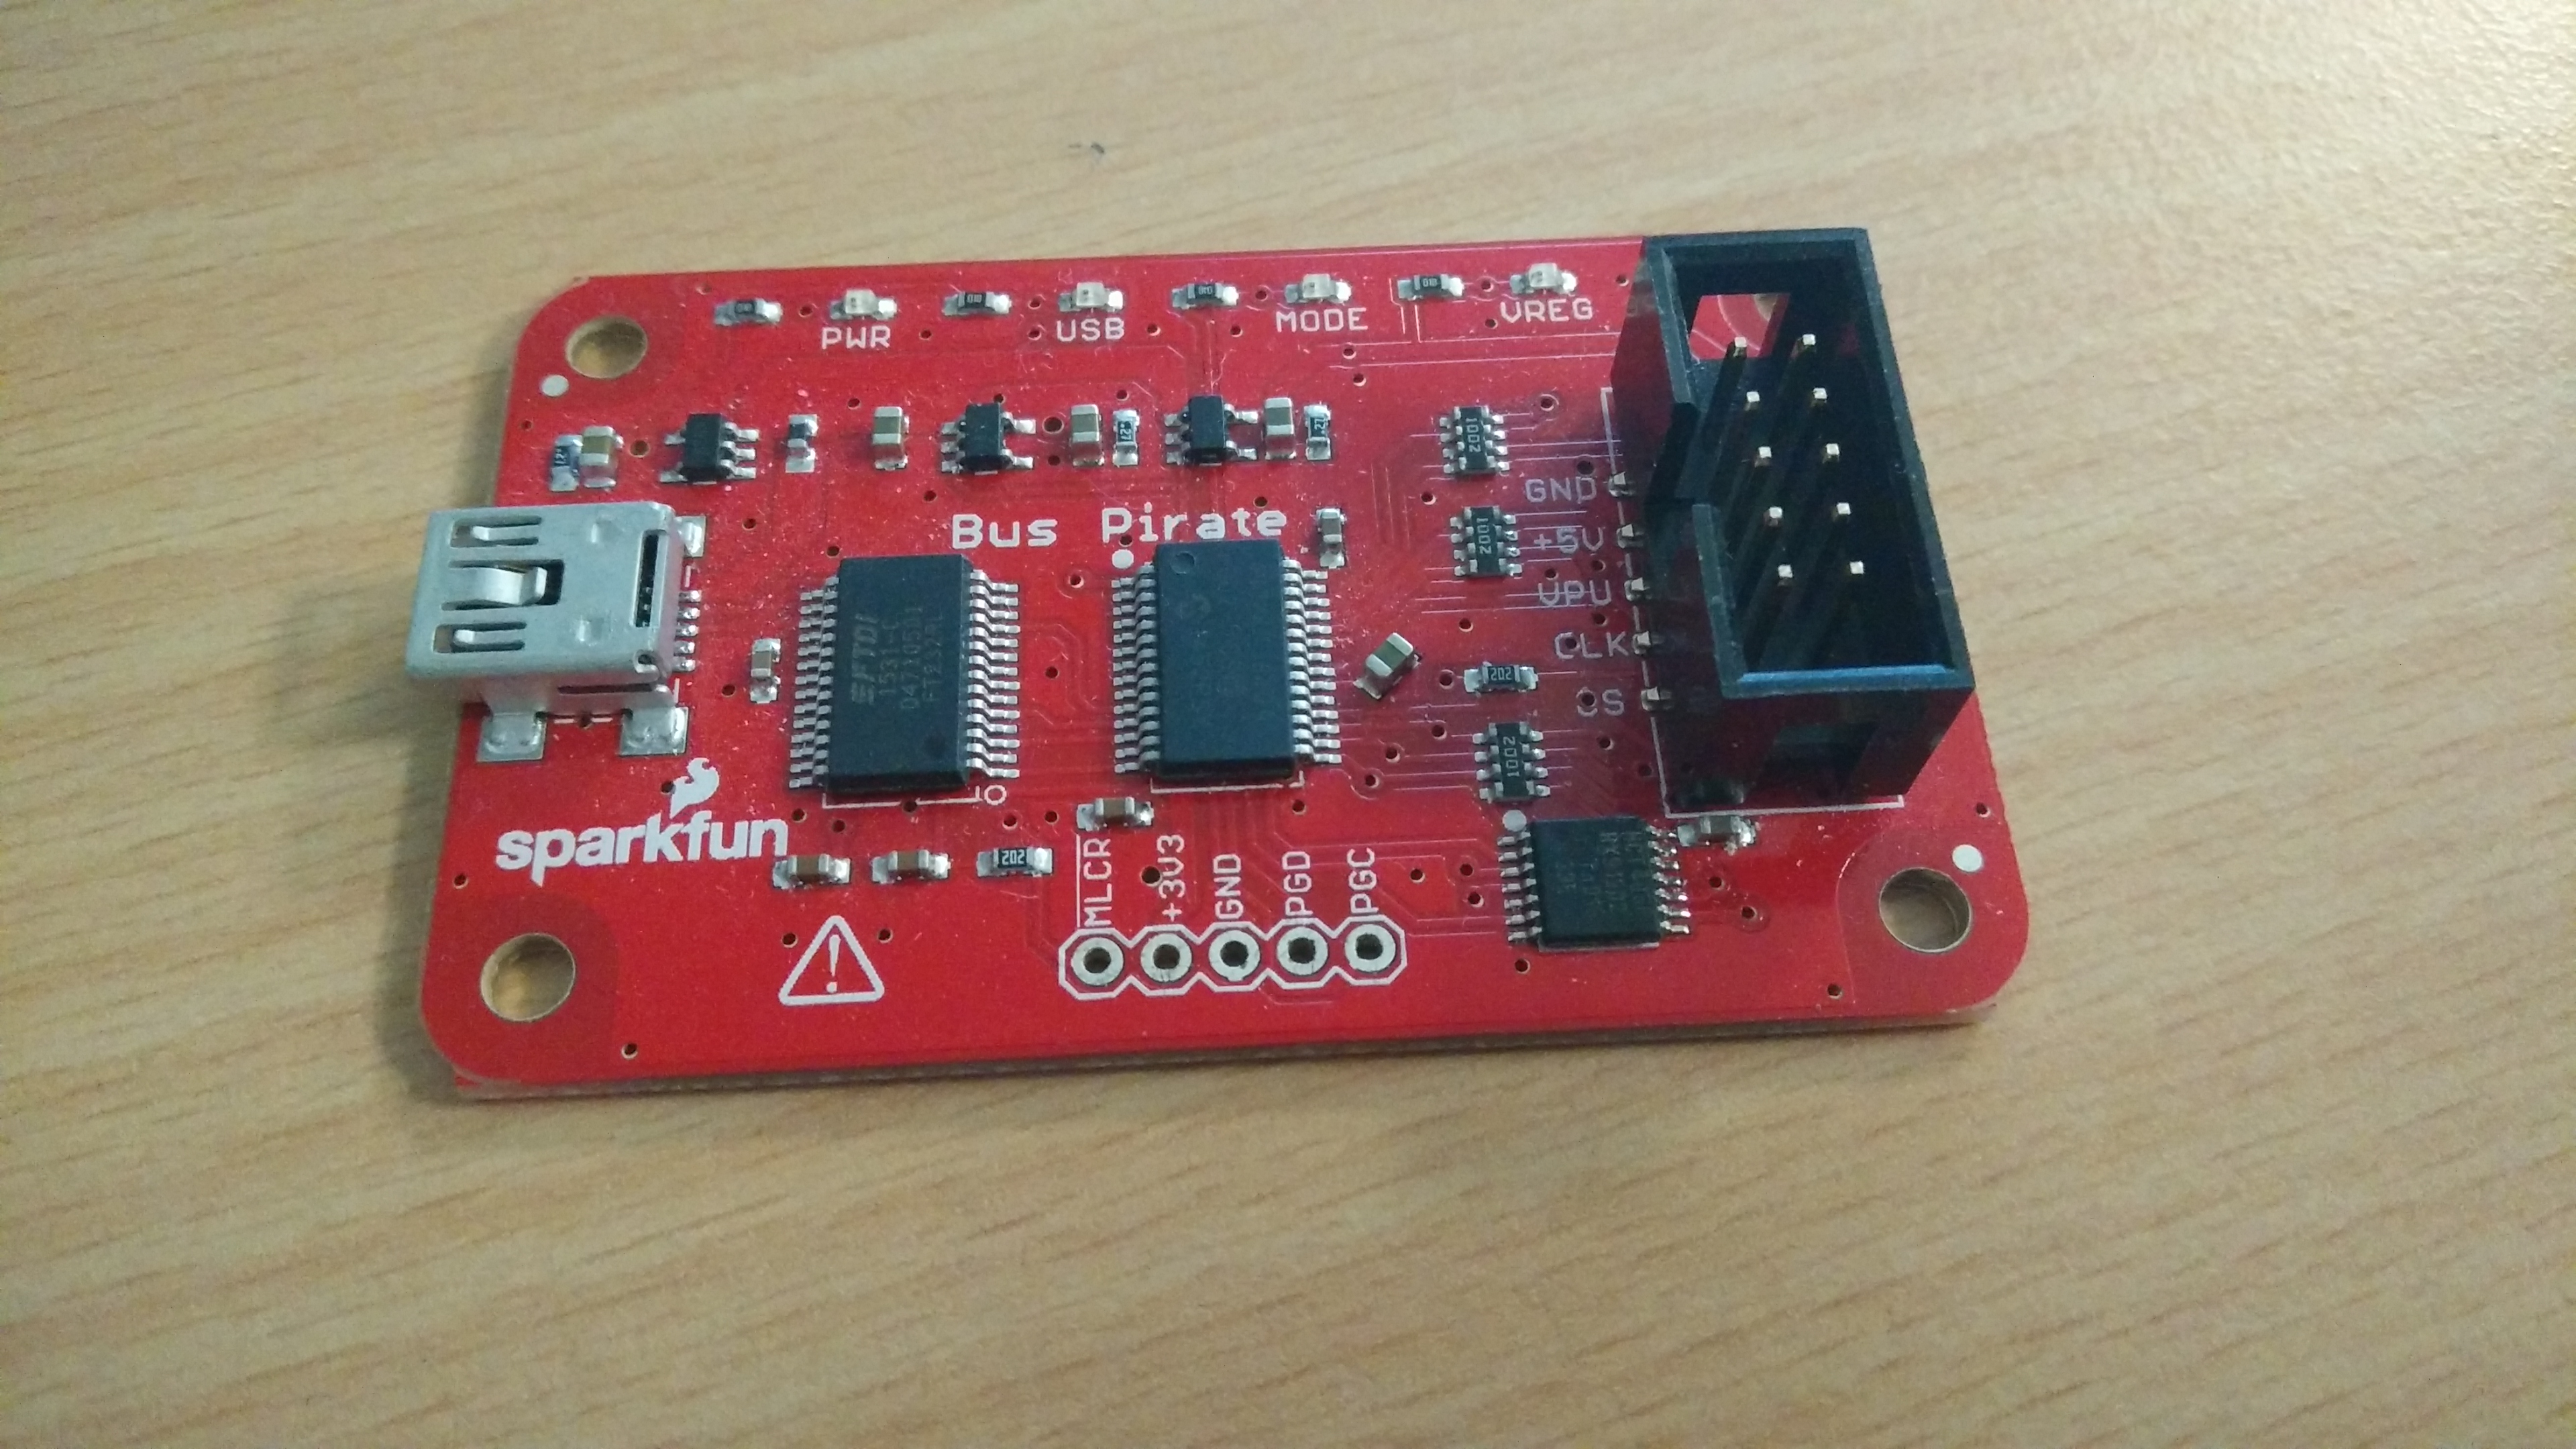 PWR
USB
MODE
VREG
Bus Pirate
GND
+5V
VPU
CLK
CS
1002
1002
202
1002
FTDI
1531-C
FT232RL
sparkfun
202
MLCR
+3V3
GND
PGD
PGC